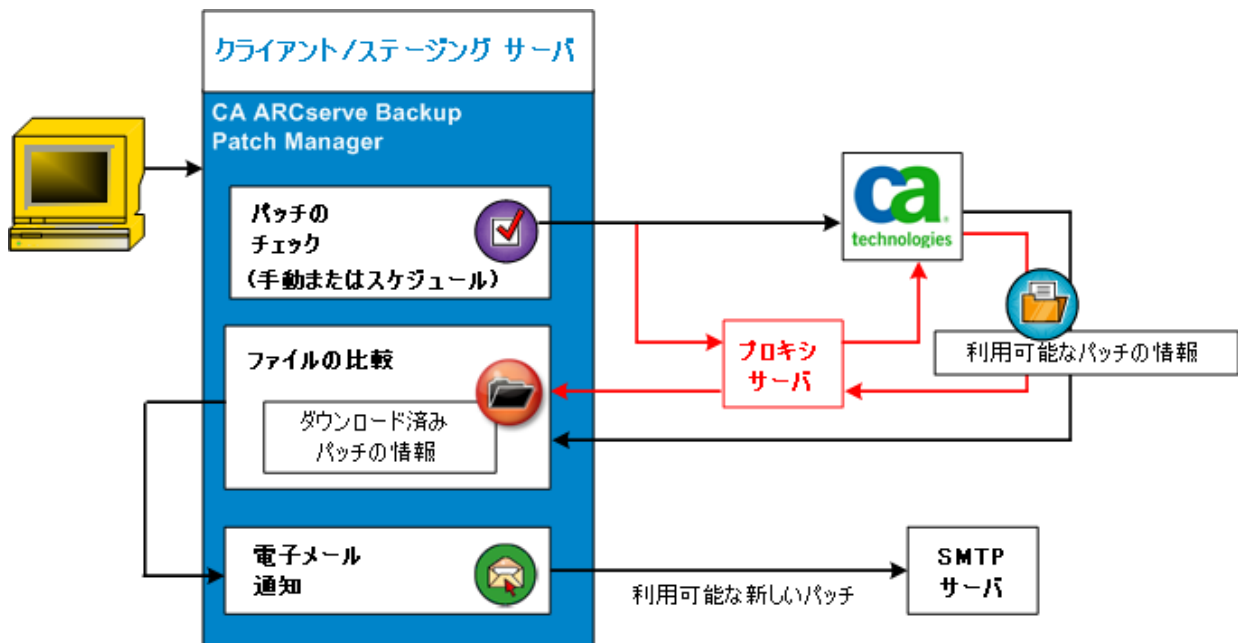 クライアント/ステージング サーバ
CA ARCserve Backup
Patch Manager
パッチの
チェック
(手動またはスケジュール)
ca
technologies
プロキシ
サーバ
利用可能なパッチの情報
ファイルの比較
ダウンロード済み
パッチの情報
電子メール
通知
利用可能な新しいパッチ
SMTP
サーバ